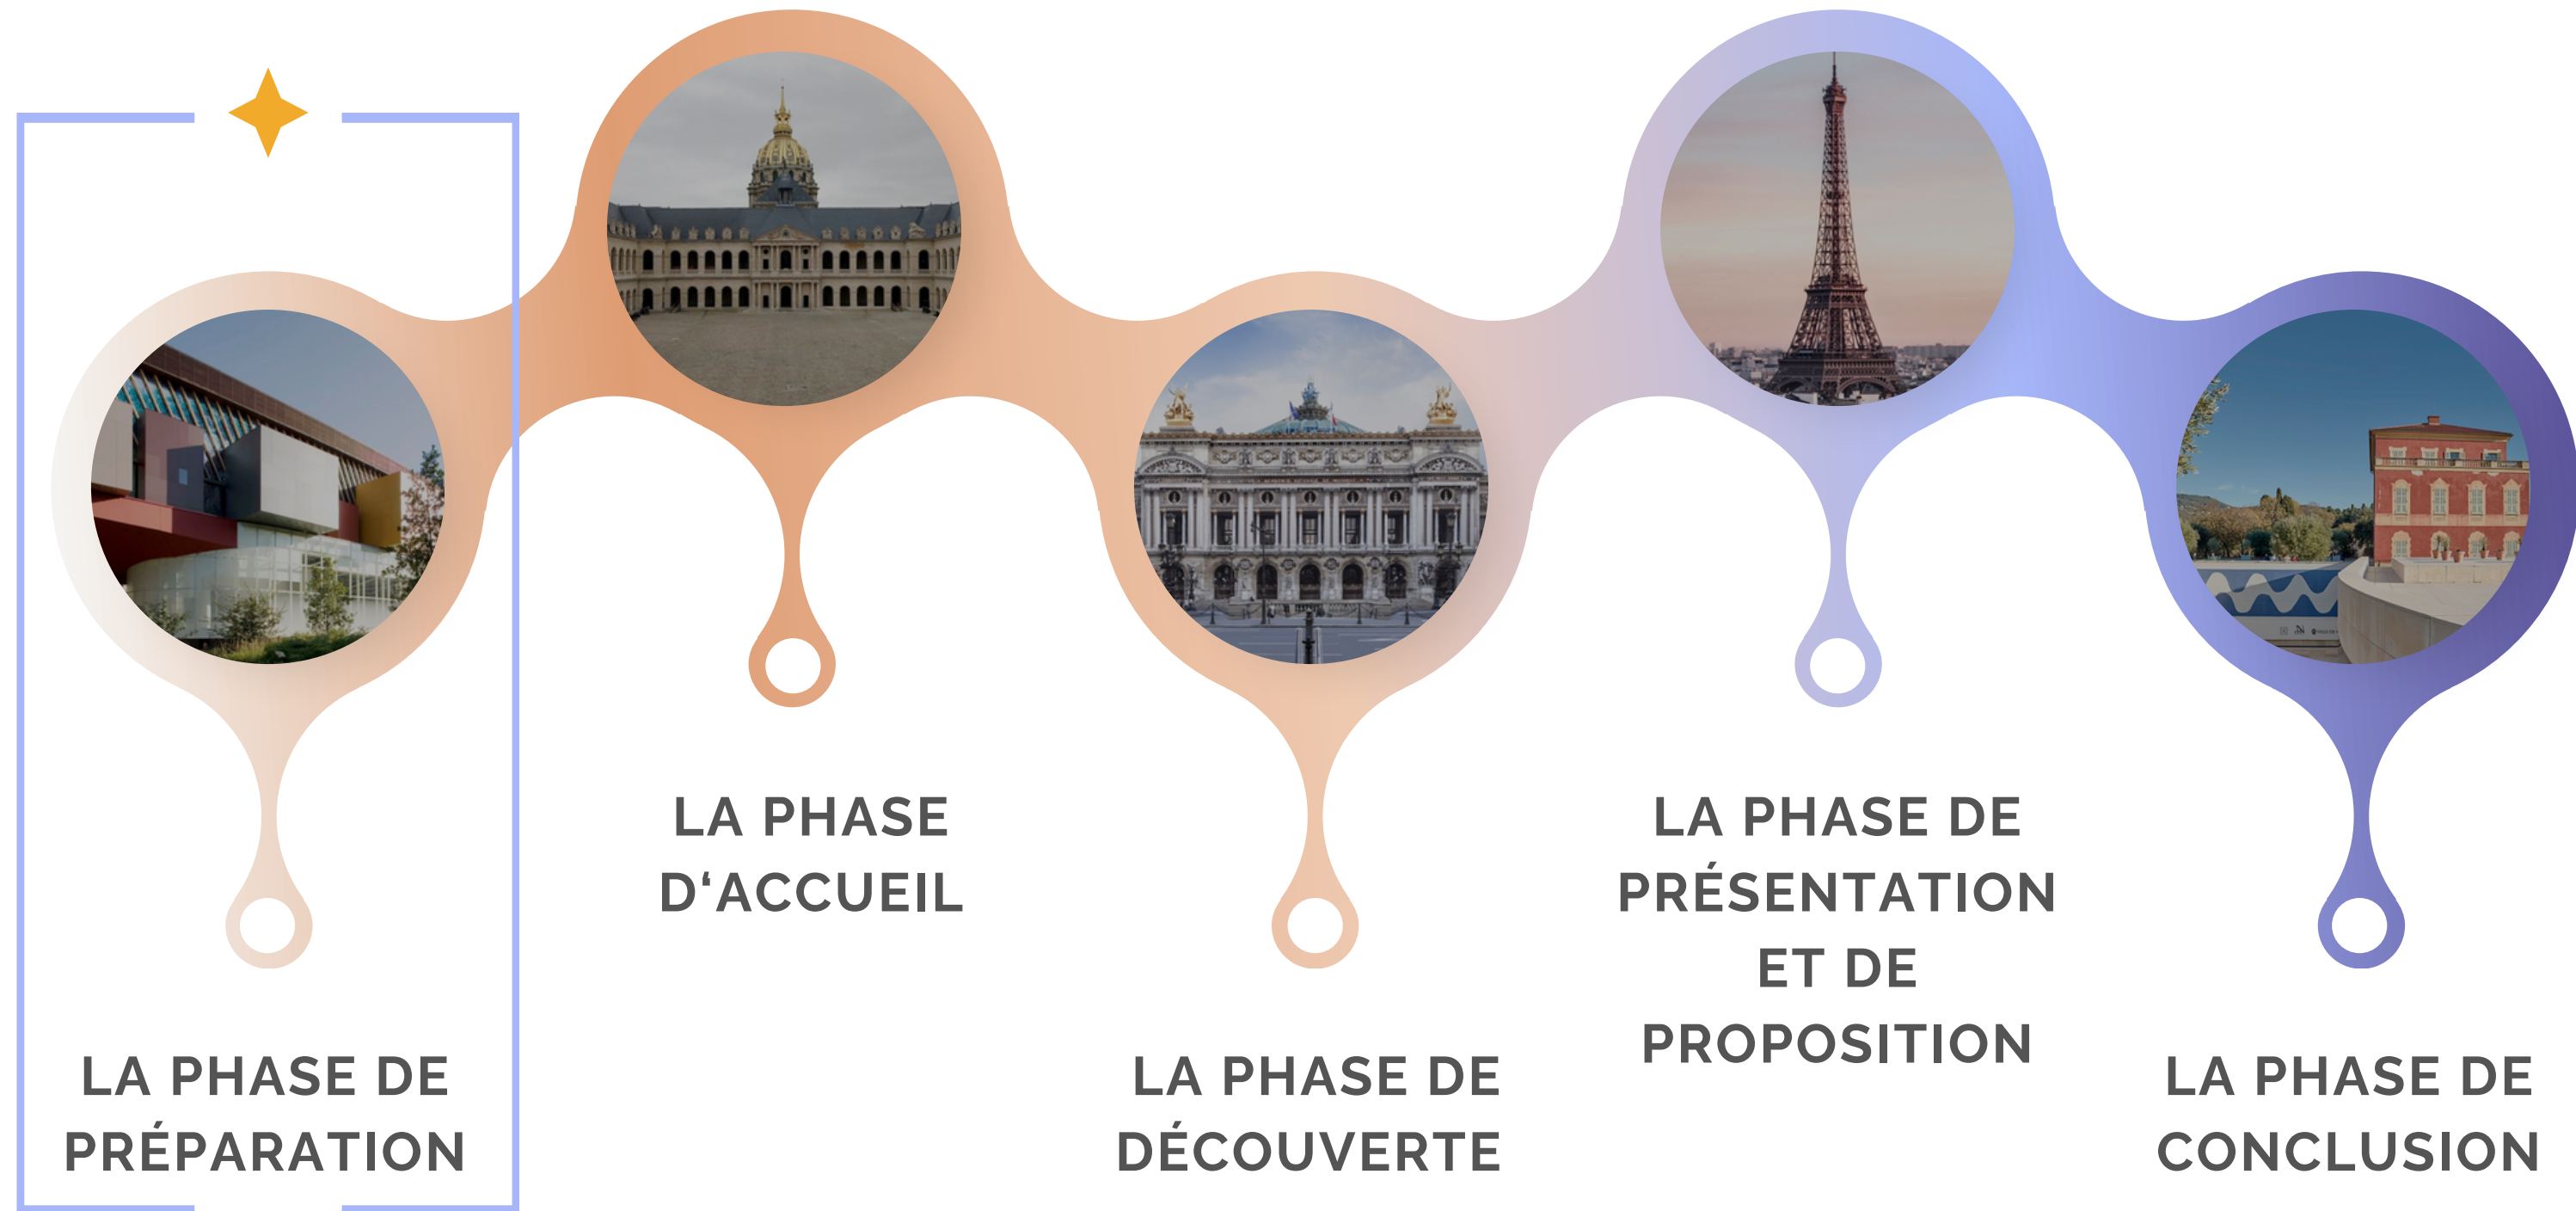 LA PHASE DE
PRÉPARATION
LA PHASE
D‘ACCUEIL
LA PHASE DE
DÉCOUVERTE
LA PHASE DE
PRÉSENTATION
ET DE
PROPOSITION
LA PHASE DE
CONCLUSION